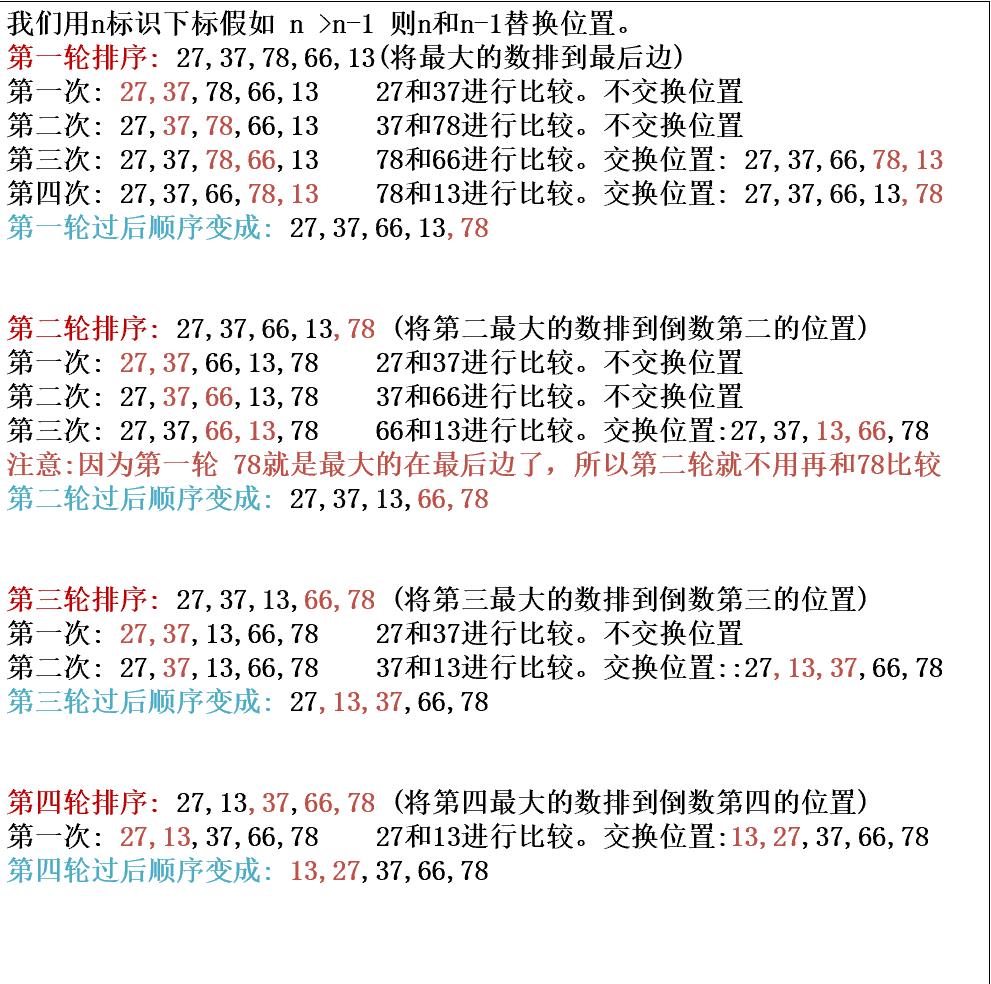 我们用n标识下标假如 n >n-1 则n和n-1替换位置。
第一轮排序: 27,37,78,66,13(将最大的数排到最后边)
第一次: 27,37,78,66,13 27和37进行比较。不交换位置
第二次: 27,37,78,66,13 37和78进行比较。不交换位置
第三次: 27,37,78,66,13 78和66进行比较。交换位置: 27,37,66,78,13
第四次: 27,37,66,78,13 78和13进行比较。交换位置: 27,37,66,13,78
第一轮过后顺序变成: 27,37,66,13,78
第二轮排序: 27,37,66,13,78 (将第二最大的数排到倒数第二的位置)
第一次: 27,37,66,13,78 27和37进行比较。不交换位置
第二次: 27,37,66,13,78 37和66进行比较。不交换位置
第三次: 27,37,66,13,78 66和13进行比较。交换位置:27,37,13,66,78
注意:因为第一轮 78就是最大的在最后边了，所以第二轮就不用再和78比较
第二轮过后顺序变成: 27,37,13,66,78
第三轮排序: 27,37,13,66,78 (将第三最大的数排到倒数第三的位置)
第一次: 27,37,13,66,78 27和37进行比较。不交换位置
第二次: 27,37,13,66,78 37和13进行比较。交换位置::27,13,37,66,78
第三轮过后顺序变成: 27,13,37,66,78
第四轮排序: 27,13,37,66,78 (将第四最大的数排到倒数第四的位置)
第一次: 27,13,37,66,78 27和13进行比较。交换位置:13,27,37,66,78
第四轮过后顺序变成: 13,27,37,66,78